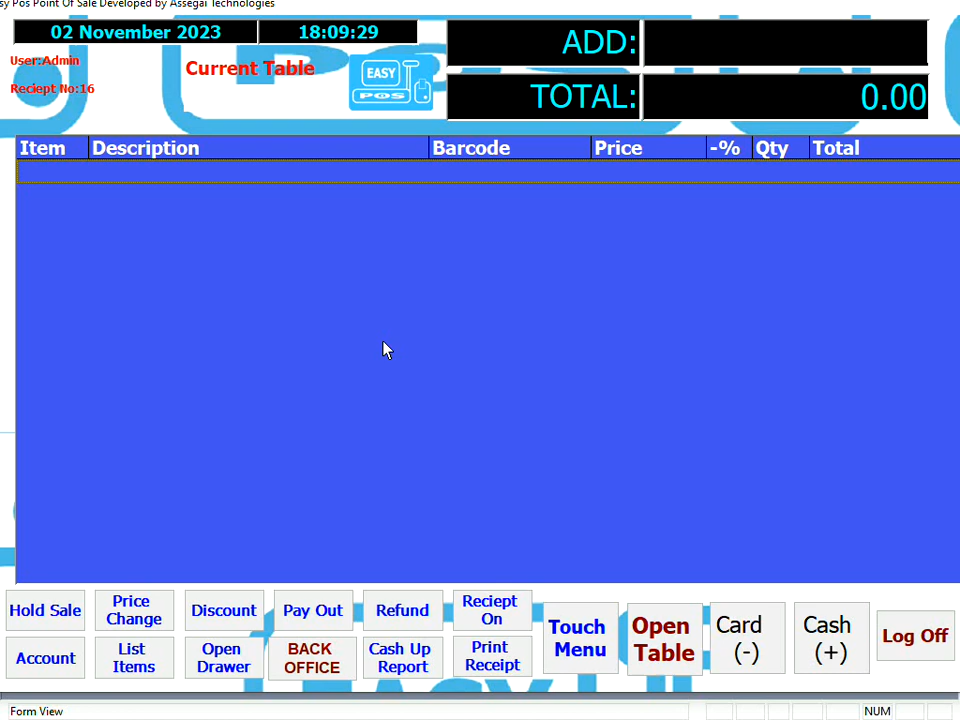 sy Pos Point Of Sale Developed by Assegai Technologies
02 November 2023 18:09:29
ADD:
User:Admin
Current Table
EASY
POS
Reciept No:16
TOTAL: 0.00
Item Description Barcode Price -% Qty Total
Hold Sale
Price Change
Discount
Pay Out
Refund
Reciept On
Account
List Items
Open Drawer
BACK OFFICE
Cash Up Report
Print Receipt
Touch Menu
Open Table
Card (-)
Cash (+)
Log Off
Form View
NUM